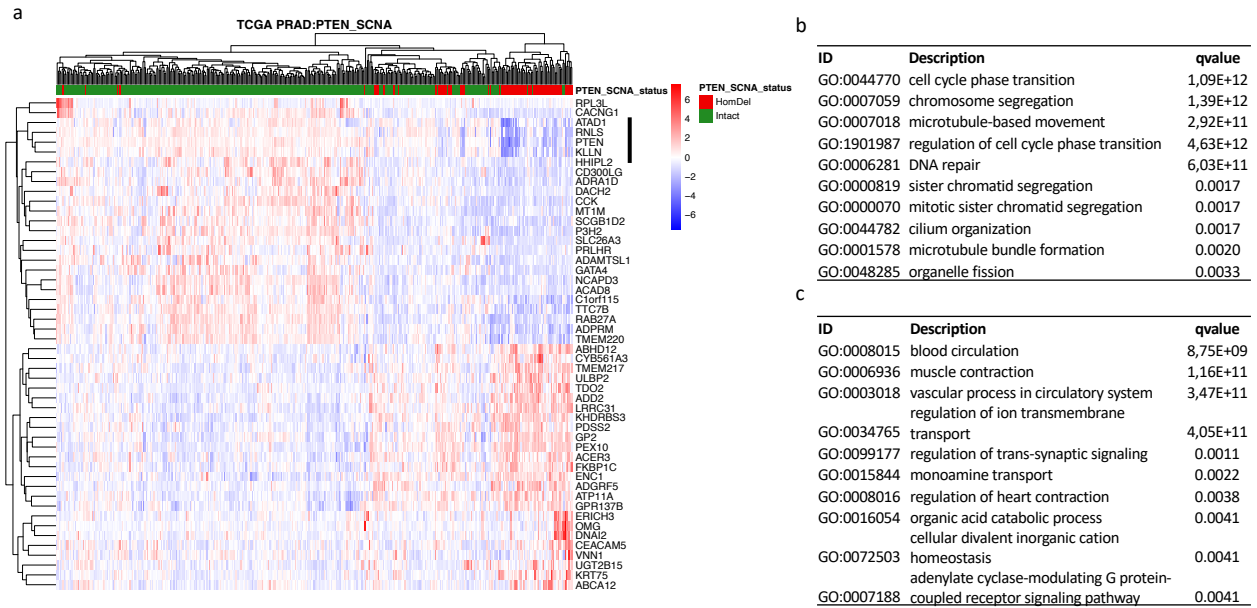 a
TCGA PRAD:PTEN_SCNA
PTEN_SCNA_status
RPL3L
CACNG1
ATAD1
RNLS
PTEN
KLLN
HHIPL2
CD300LG
ADRA1D
DACH2
CCK
MT1M
SCGB1D2
P3H2
SLC26A3
PRLHR
ADAMTSL1
GATA4
NCAPD3
ACAD8
C1orf115
TTC7B
RAB27A
ADPRM
TMEM220
ABHD12
CYB561A3
TMEM217
ULBP2
TDO2
ADD2
LRRC31
KHDRBS3
PDSS2
GP2
PEX10
ACER3
FKBP1C
ENC1
ADGRF5
ATP11A
GPR137B
ERICH3
OMG
DNAI2
CEACAM5
VNN1
UGT2B15
KRT75
ABCA12
6
4
2
0
−2
−4
−6
PTEN_SCNA_status
HomDel
Intact
b
ID Description qvalue
GO:0044770 cell cycle phase transition 1,09E+12
GO:0007059 chromosome segregation 1,39E+12
GO:0007018 microtubule-based movement 2,92E+11
GO:1901987 regulation of cell cycle phase transition 4,63E+12
GO:0006281 DNA repair 6,03E+11
GO:0000819 sister chromatid segregation 0.0017
GO:0000070 mitotic sister chromatid segregation 0.0017
GO:0044782 cilium organization 0.0017
GO:0001578 microtubule bundle formation 0.0020
GO:0048285 organelle fission 0.0033
c
ID Description qvalue
GO:0008015 blood circulation 8,75E+09
GO:0006936 muscle contraction 1,16E+11
GO:0003018 vascular process in circulatory system 3,47E+11
regulation of ion transmembrane
GO:0034765 transport 4,05E+11
GO:0099177 regulation of trans-synaptic signaling 0.0011
GO:0015844 monoamine transport 0.0022
GO:0008016 regulation of heart contraction 0.0038
GO:0016054 organic acid catabolic process 0.0041
cellular divalent inorganic cation
GO:0072503 homeostasis 0.0041
adenylate cyclase-modulating G protein-
GO:0007188 coupled receptor signaling pathway 0.0041